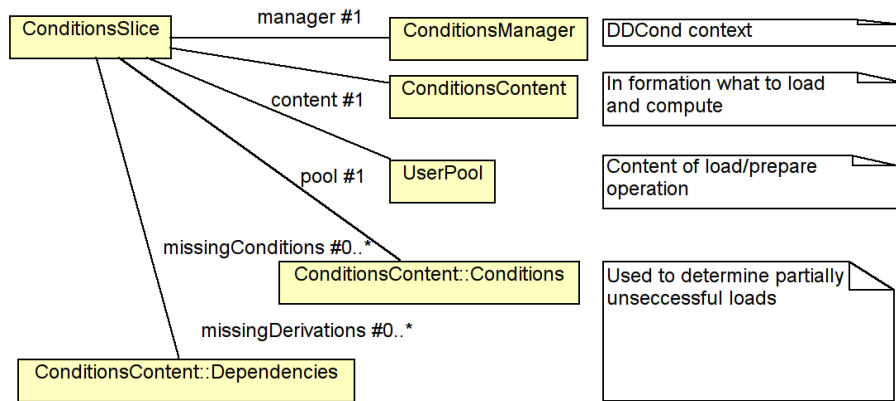 manager #1
ConditionsSlice
ConditionsManager
DDCond context
ConditionsContent
In formation what to load
and compute
content #1
UserPool
Content of load/prepare
operation
pool #1
missingConditions #0..*
ConditionsContent::Conditions
Used to determine partially
unseccessful loads
missingDerivations #0..*
ConditionsContent::Dependencies